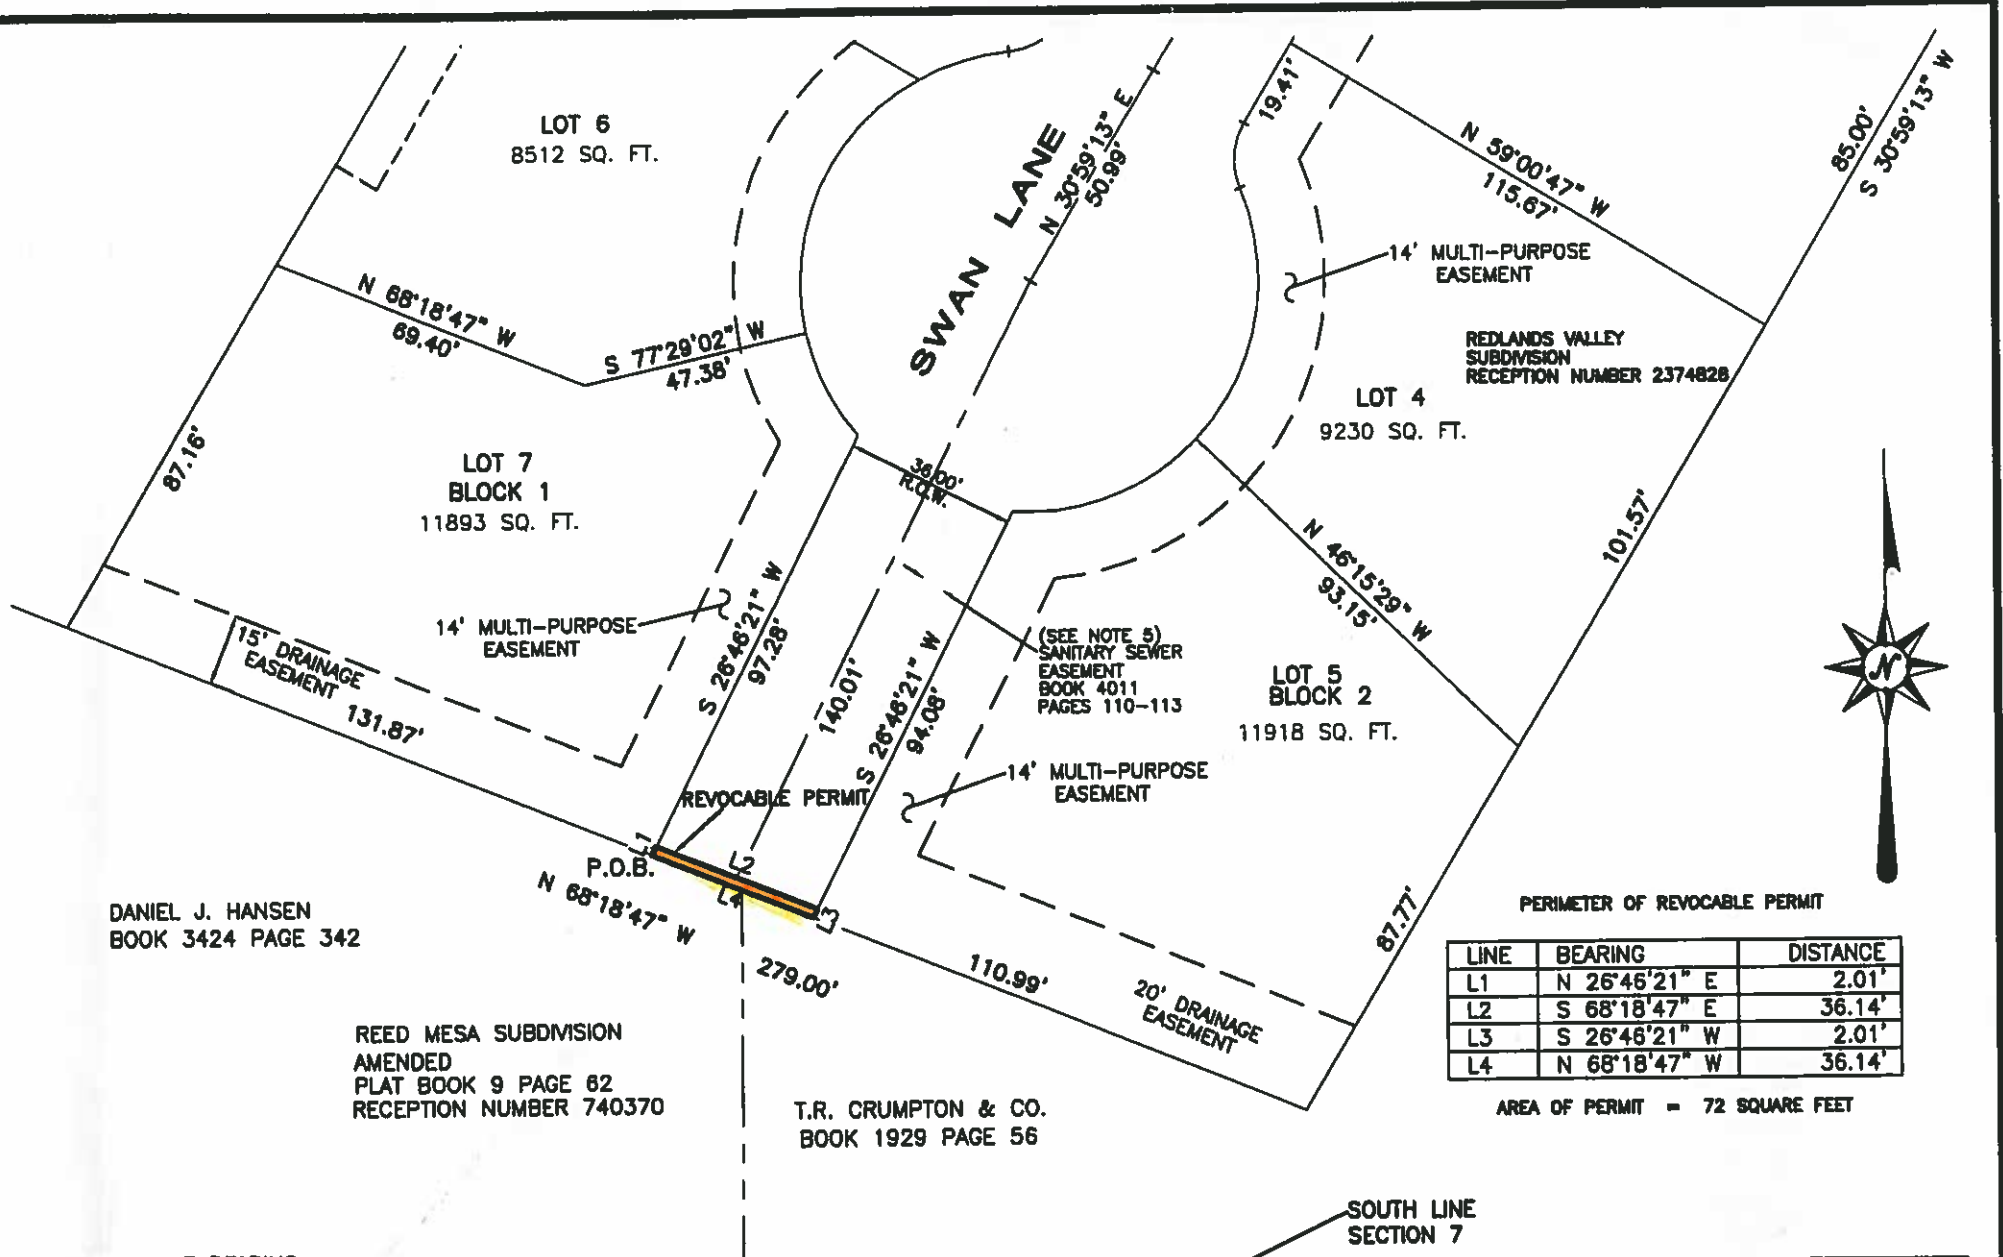 LOT 6
8512 SQ. FT.
SWAN LANE
N 30°59'13" E
50.99'
19.41'
N 59°00'47" W
115.67'
85.00'
S 30°59'13" W
14' MULTI-PURPOSE
EASEMENT
N 68°18'47" W
69.40'
S 77°29'02" W
47.38'
REDLANDS VALLEY
SUBDIVISION
RECEPTION NUMBER 2374828
LOT 4
9230 SQ. FT.
87.16'
LOT 7
BLOCK 1
11893 SQ. FT.
36.00'
R.O.W.
101.57'
N 46°15'29" W
93.15'
14' MULTI-PURPOSE
EASEMENT
S 26°46'21" W
97.28'
15' DRAINAGE
EASEMENT
131.87'
140.01'
S 26°46'21" W
94.08'
(SEE NOTE 5)
SANITARY SEWER
EASEMENT
BOOK 4011
PAGES 110-113
LOT 5
BLOCK 2
11918 SQ. FT.
N
14' MULTI-PURPOSE
EASEMENT
REVOCABLE PERMIT
L1
P.O.B.
L2
L4
L3
N 68°18'47" W
279.00'
110.99'
20' DRAINAGE
EASEMENT
87.77'
DANIEL J. HANSEN
BOOK 3424 PAGE 342
REED MESA SUBDIVISION
AMENDED
PLAT BOOK 9 PAGE 62
RECEPTION NUMBER 740370
T.R. CRUMPTON & CO.
BOOK 1929 PAGE 56
PERIMETER OF REVOCABLE PERMIT
LINE BEARING DISTANCE
L1 N 26°46'21" E 2.01'
L2 S 68°18'47" E 36.14'
L3 S 26°46'21" W 2.01'
L4 N 68°18'47" W 36.14'
AREA OF PERMIT = 72 SQUARE FEET
SOUTH LINE
SECTION 7